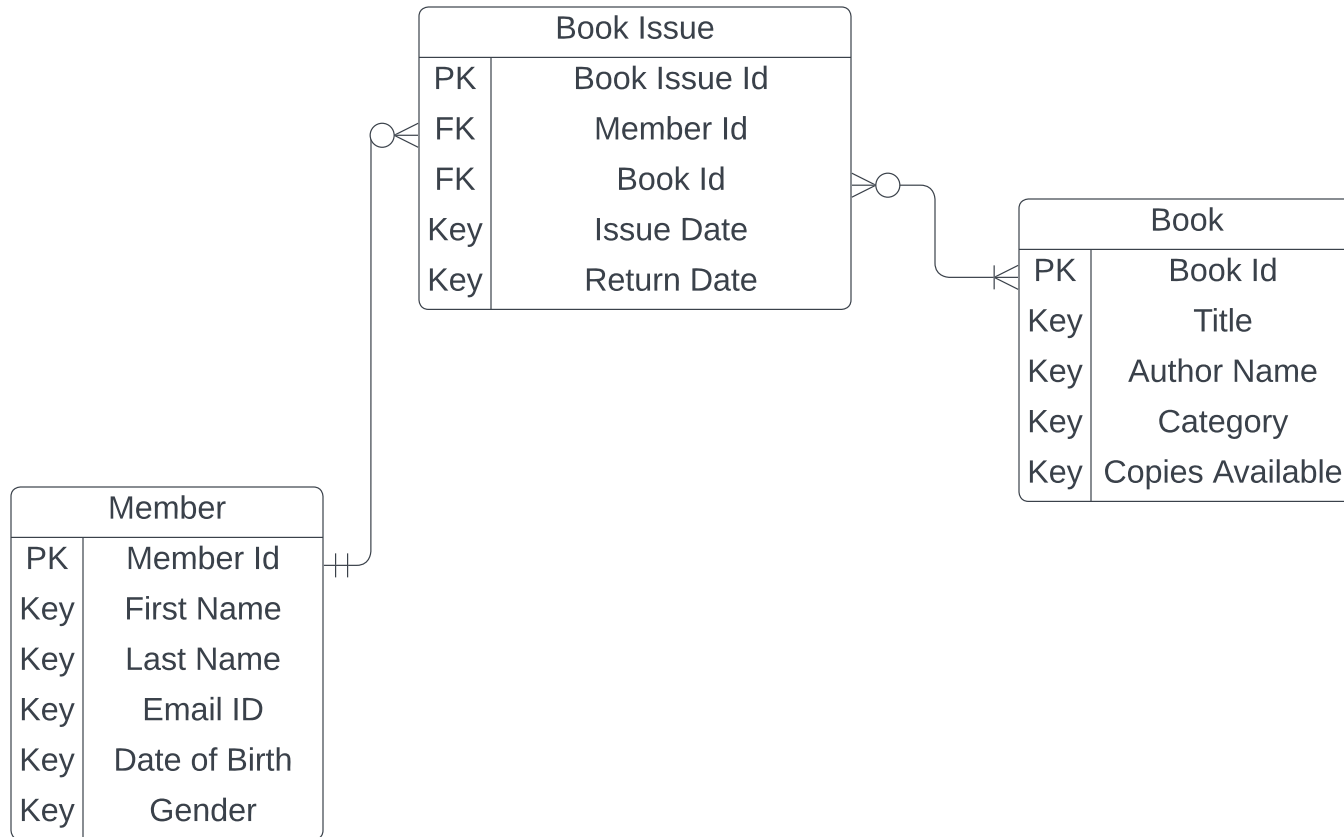 Book Issue
PK Book Issue Id
FK Member Id
FK Book Id
Key Issue Date
Key Return Date
Book
PK Book Id
Key Title
Key Author Name
Key Category
Key Copies Available
Member
PK Member Id
Key First Name
Key Last Name
Key Email ID
Key Date of Birth
Key Gender